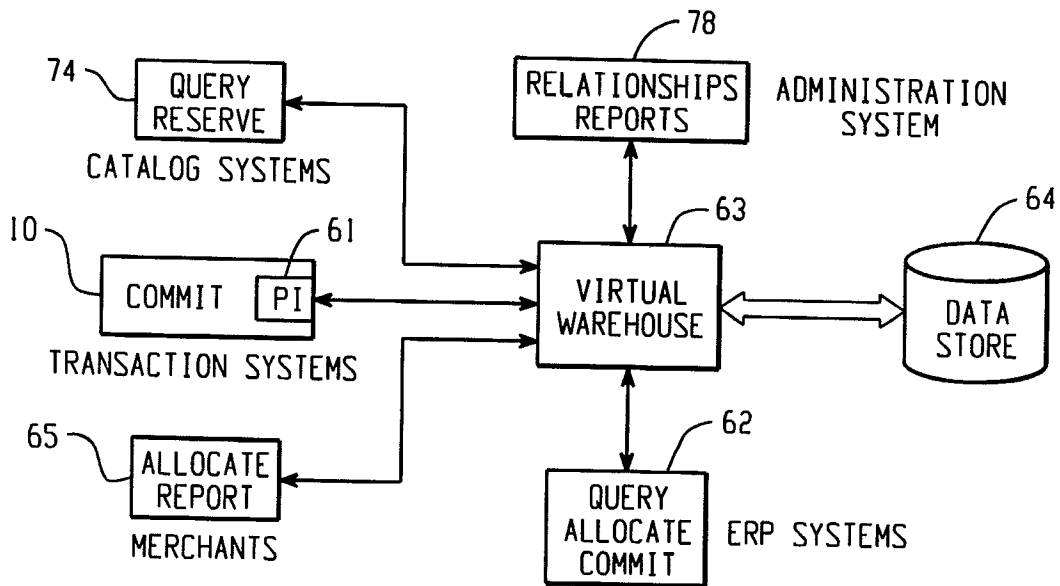 78
74
QUERY
RESERVE
RELATIONSHIPS
REPORTS
ADMINISTRATION
SYSTEM
CATALOG SYSTEMS
10
61
63
64
COMMIT
PI
VIRTUAL
WAREHOUSE
DATA
STORE
TRANSACTION SYSTEMS
65
62
ALLOCATE
REPORT
QUERY
ALLOCATE
COMMIT
ERP SYSTEMS
MERCHANTS